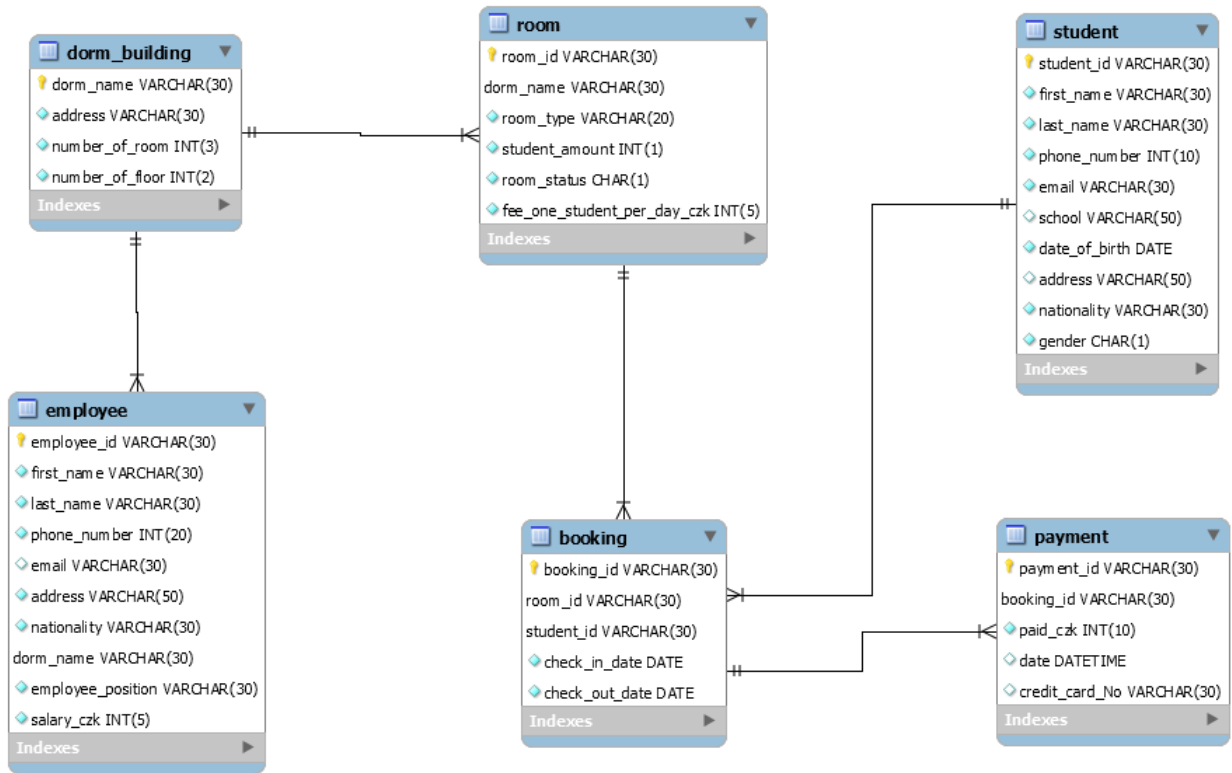 dorm_building
dorm_name VARCHAR(30)
address VARCHAR(30)
number_of_room INT(3)
number_of_floor INT(2)
Indexes
room
room_id VARCHAR(30)
dorm_name VARCHAR(30)
room_type VARCHAR(20)
student_amount INT(1)
room_status CHAR(1)
fee_one_student_per_day_czk INT(5)
Indexes
student
student_id VARCHAR(30)
first_name VARCHAR(30)
last_name VARCHAR(30)
phone_number INT(10)
email VARCHAR(30)
school VARCHAR(50)
date_of_birth DATE
address VARCHAR(50)
nationality VARCHAR(30)
gender CHAR(1)
Indexes
employee
employee_id VARCHAR(30)
first_name VARCHAR(30)
last_name VARCHAR(30)
phone_number INT(20)
email VARCHAR(30)
address VARCHAR(50)
nationality VARCHAR(30)
dorm_name VARCHAR(30)
employee_position VARCHAR(30)
salary_czk INT(5)
Indexes
booking
booking_id VARCHAR(30)
room_id VARCHAR(30)
student_id VARCHAR(30)
check_in_date DATE
check_out_date DATE
Indexes
payment
payment_id VARCHAR(30)
booking_id VARCHAR(30)
paid_czk INT(10)
date DATETIME
credit_card_No VARCHAR(30)
Indexes